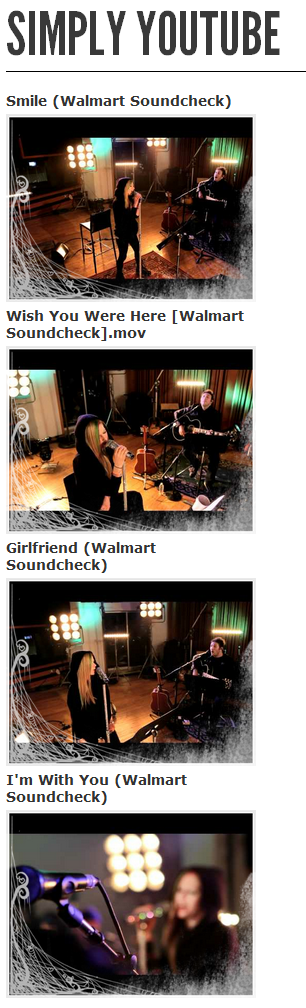 SIMPLY YOUTUBE
Smile (Walmart Soundcheck)
Wish You Were Here [Walmart
Soundcheck].mov
Girlfriend (Walmart
Soundcheck)
I'm With You (Walmart
Soundcheck)